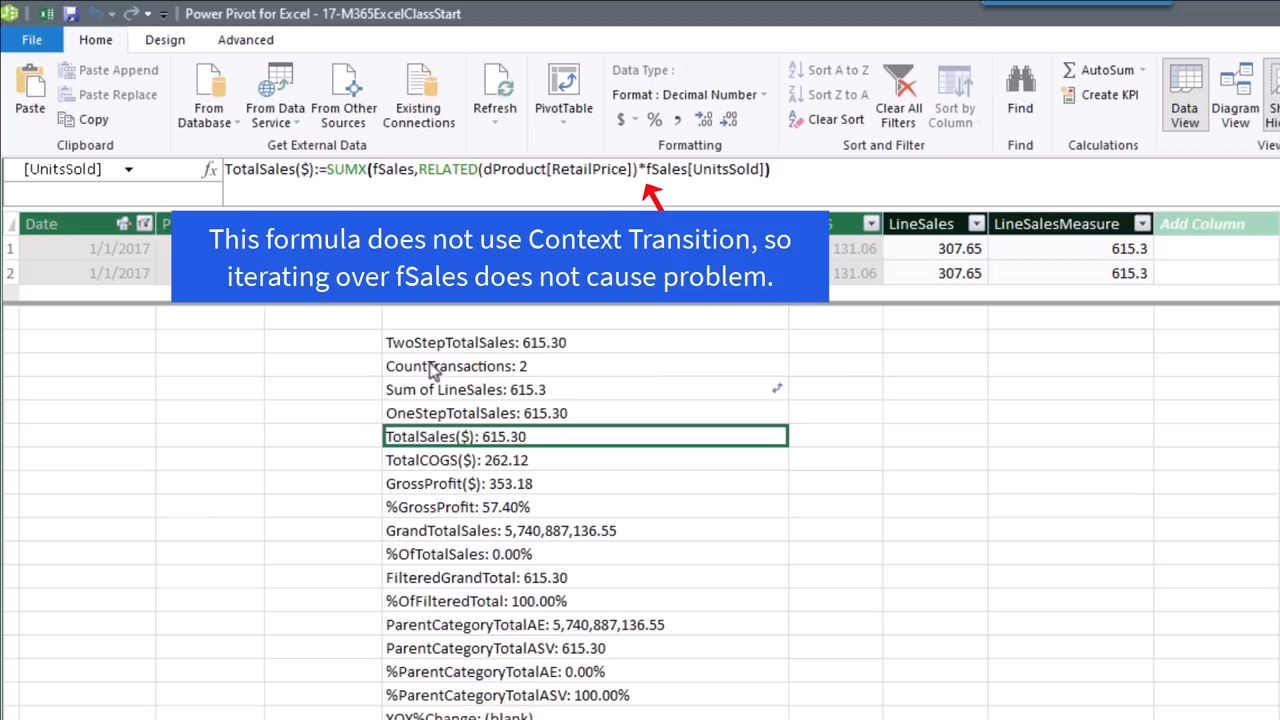 Power Pivot for Excel - 17-M365ExcelClassStart
File Home Design Advanced
Paste
Paste Append
Paste Replace
Copy
Clipboard
From Database
From Data Service
From Other Sources
Existing Connections
Get External Data
Refresh
PivotTable
Data Type :
Format : Decimal Number
$ % ,
Formatting
Sort A to Z
Sort Z to A
Clear Sort
Clear All Filters
Sort by Column
Sort and Filter
Find
Find
AutoSum
Create KPI
Calculations
Data View
Diagram View
[UnitsSold]
fx
TotalSales($):=SUMX(fSales,RELATED(dProduct[RetailPrice])*fSales[UnitsSold])
Date LineSales LineSalesMeasure Add Column
1 1/1/2017 131.06 307.65 615.3
2 1/1/2017 131.06 307.65 615.3
This formula does not use Context Transition, so
iterating over fSales does not cause problem.
TwoStepTotalSales: 615.30
CountTransactions: 2
Sum of LineSales: 615.3
OneStepTotalSales: 615.30
TotalSales($): 615.30
TotalCOGS($): 262.12
GrossProfit($): 353.18
%GrossProfit: 57.40%
GrandTotalSales: 5,740,887,136.55
%OfTotalSales: 0.00%
FilteredGrandTotal: 615.30
%OfFilteredTotal: 100.00%
ParentCategoryTotalAE: 5,740,887,136.55
ParentCategoryTotalASV: 615.30
%ParentCategoryTotalAE: 0.00%
%ParentCategoryTotalASV: 100.00%
YOY%Change: (blank)